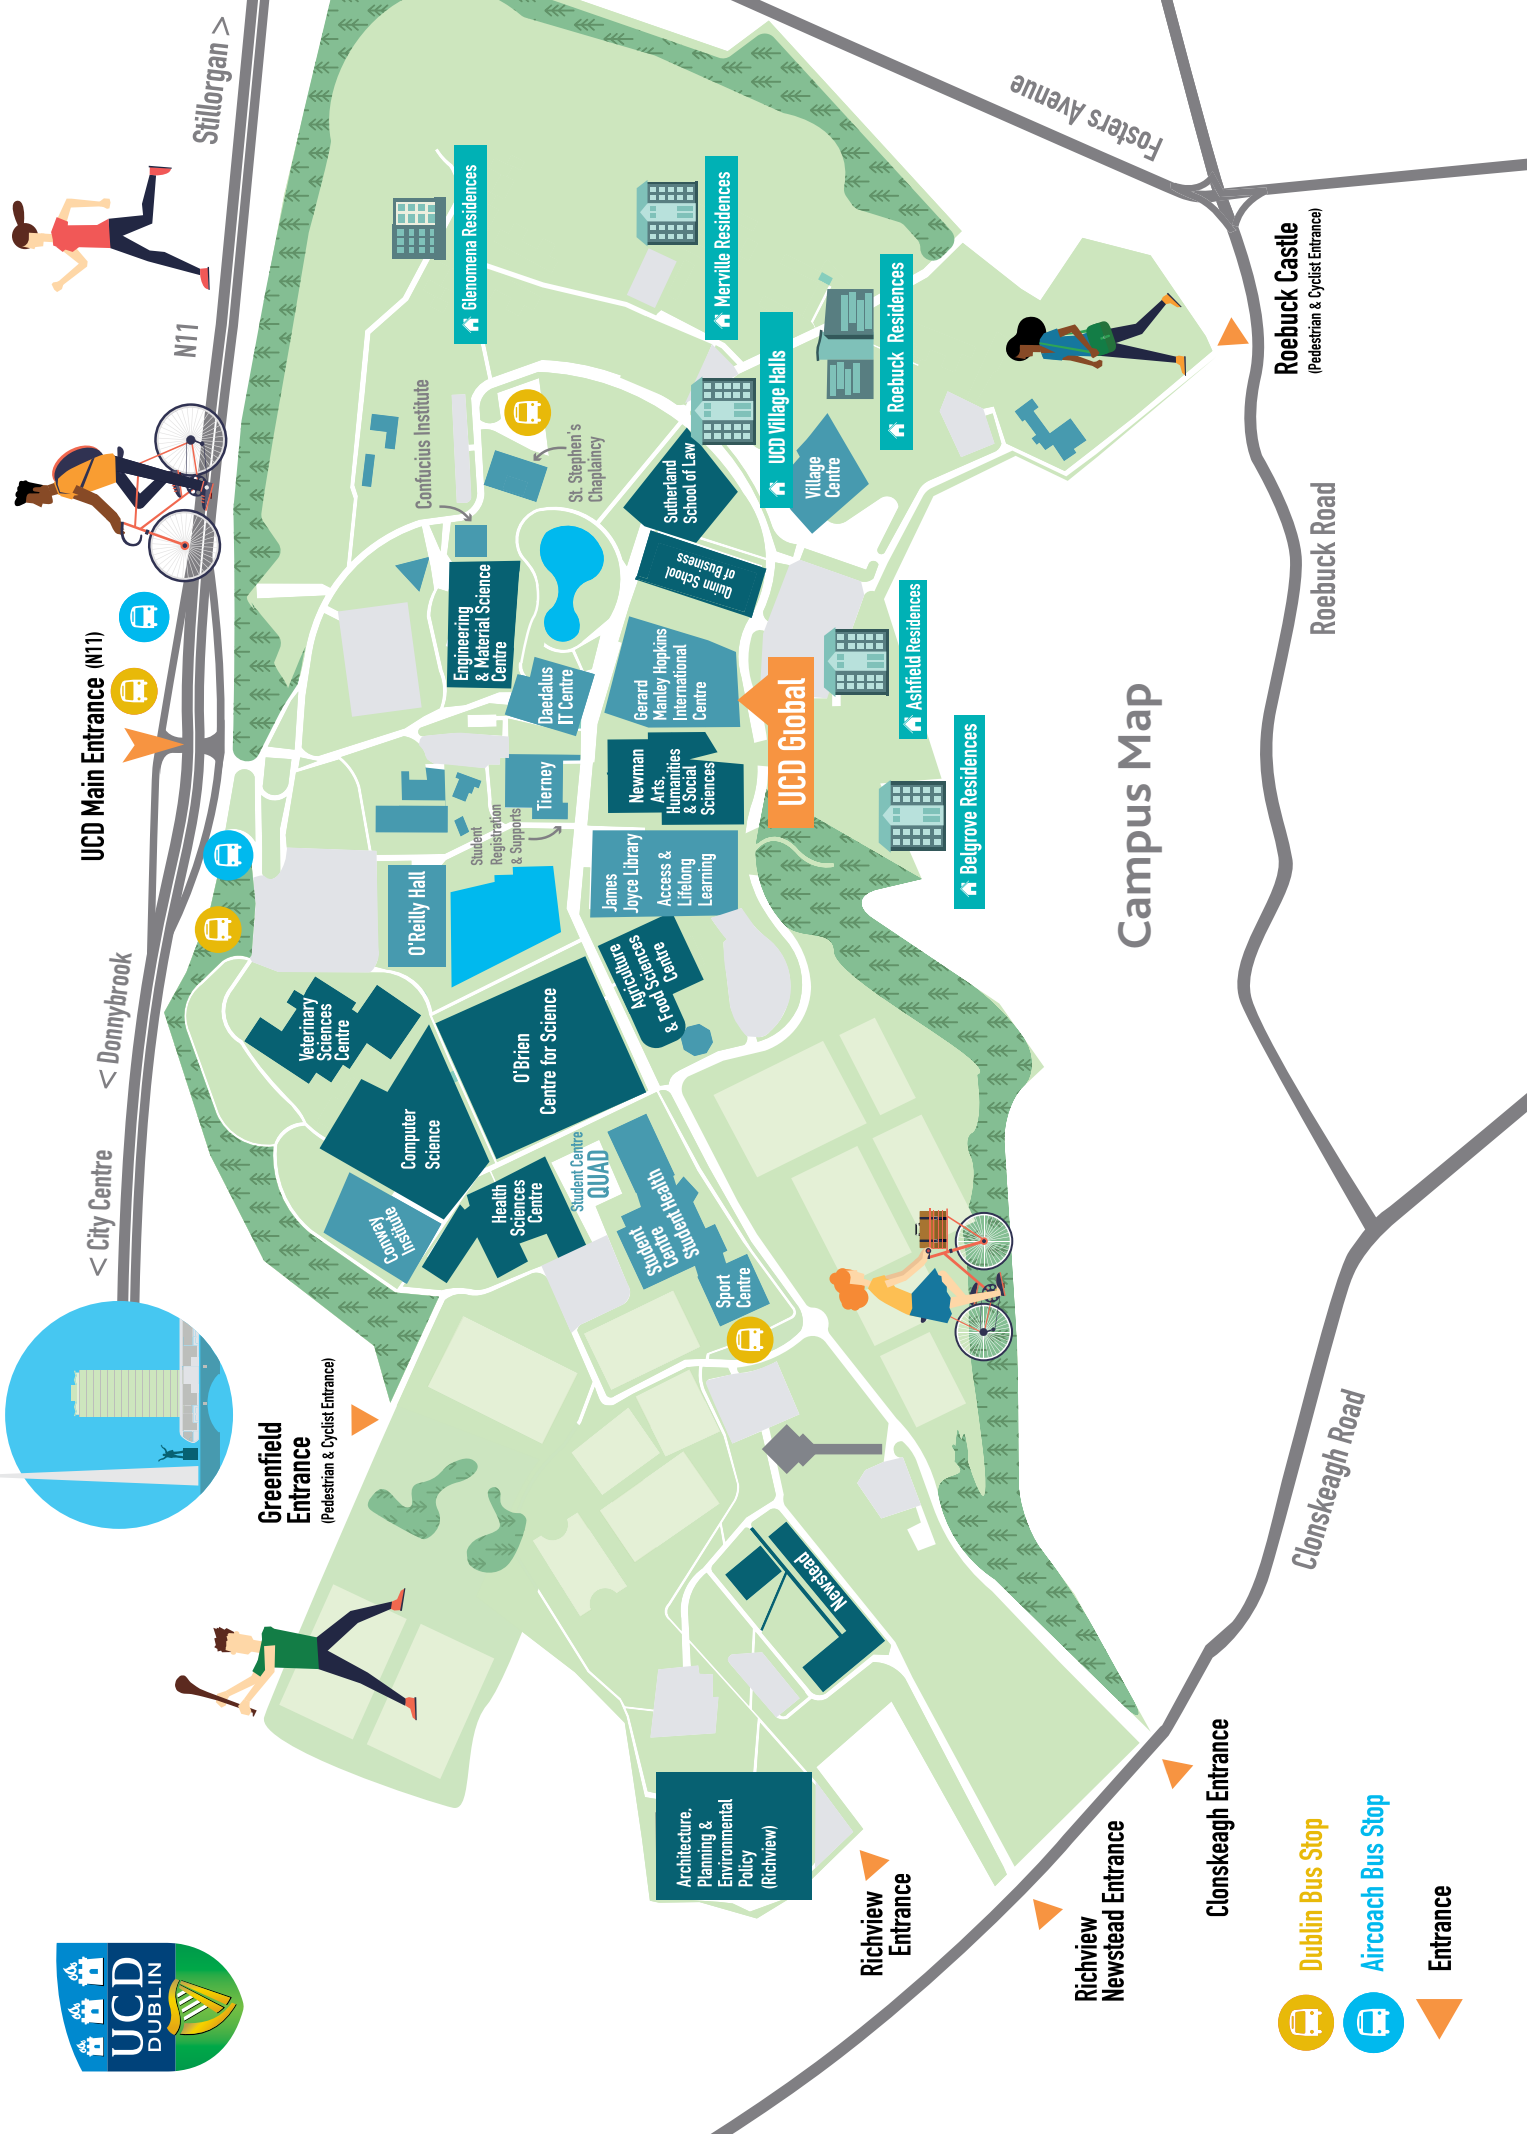 UCD
DUBLIN
< City Centre
< Donnybrook
N11
Stillorgan >
UCD Main Entrance (N11)
Greenfield
Entrance
(Pedestrian & Cyclist Entrance)
Veterinary
Sciences
Centre
Computer
Science
Conway
Institute
O'Reilly Hall
O'Brien
Centre for Science
Health
Sciences
Centre
Student Centre
QUAD
Student
Centre
Student Health
Sport
Centre
Student
Registration
& Supports
Tierney
Daedalus
IT Centre
Engineering
& Material Science
Centre
Confucius Institute
St. Stephen's
Chaplaincy
Glenomena Residences
Merville Residences
UCD Village Halls
Roebuck Residences
Village
Centre
Sutherland
School of Law
Quinn School
of Business
Gerard
Manley Hopkins
International
Centre
UCD Global
Newman
Arts,
Humanities
& Social
Sciences
James
Joyce Library
Access &
Lifelong
Learning
Agriculture
& Food Sciences
Centre
Ashfield Residences
Belgrove Residences
Newstead
Architecture,
Planning &
Environmental
Policy
(Richview)
Richview
Entrance
Richview
Newstead Entrance
Clonskeagh Entrance
Clonskeagh Road
Roebuck Road
Roebuck Castle
(Pedestrian & Cyclist Entrance)
Fosters Avenue
Campus Map
Dublin Bus Stop
Aircoach Bus Stop
Entrance